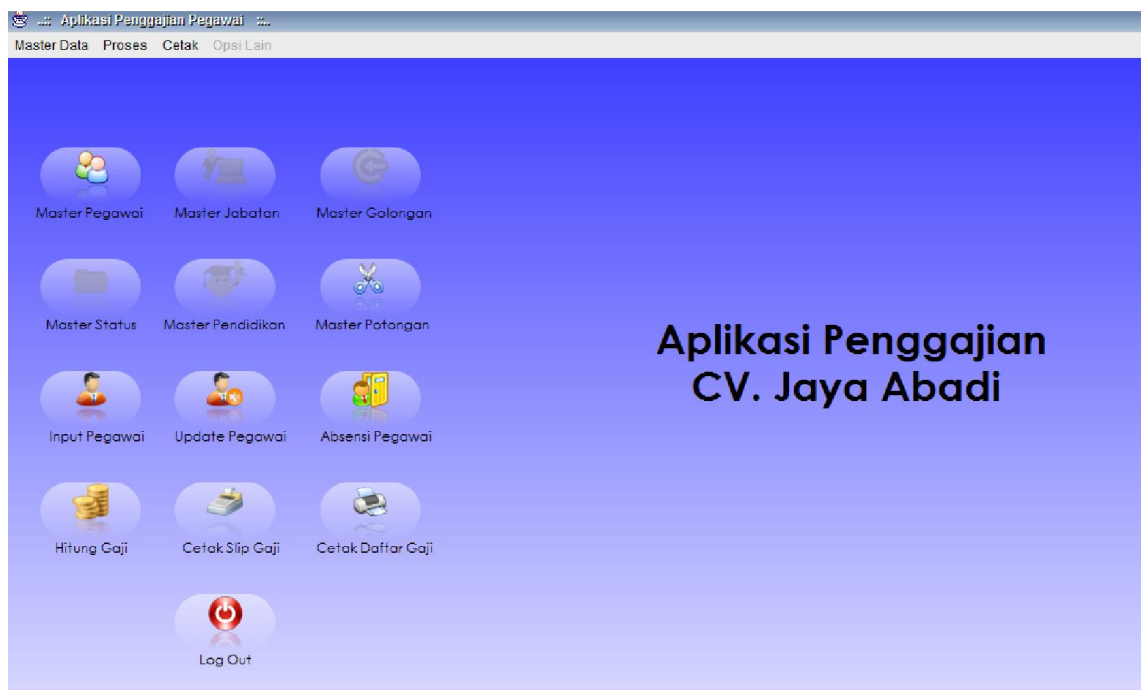 ..:: Aplikasi Penggajian Pegawai ::..
Master Data Proses Cetak Opsi Lain
Master Pegawai Master Jabatan Master Golongan
Master Status Master Pendidikan Master Potongan
Aplikasi Penggajian
CV. Jaya Abadi
Input Pegawai Update Pegawai Absensi Pegawai
Hitung Gaji Cetak Slip Gaji Cetak Daftar Gaji
Log Out